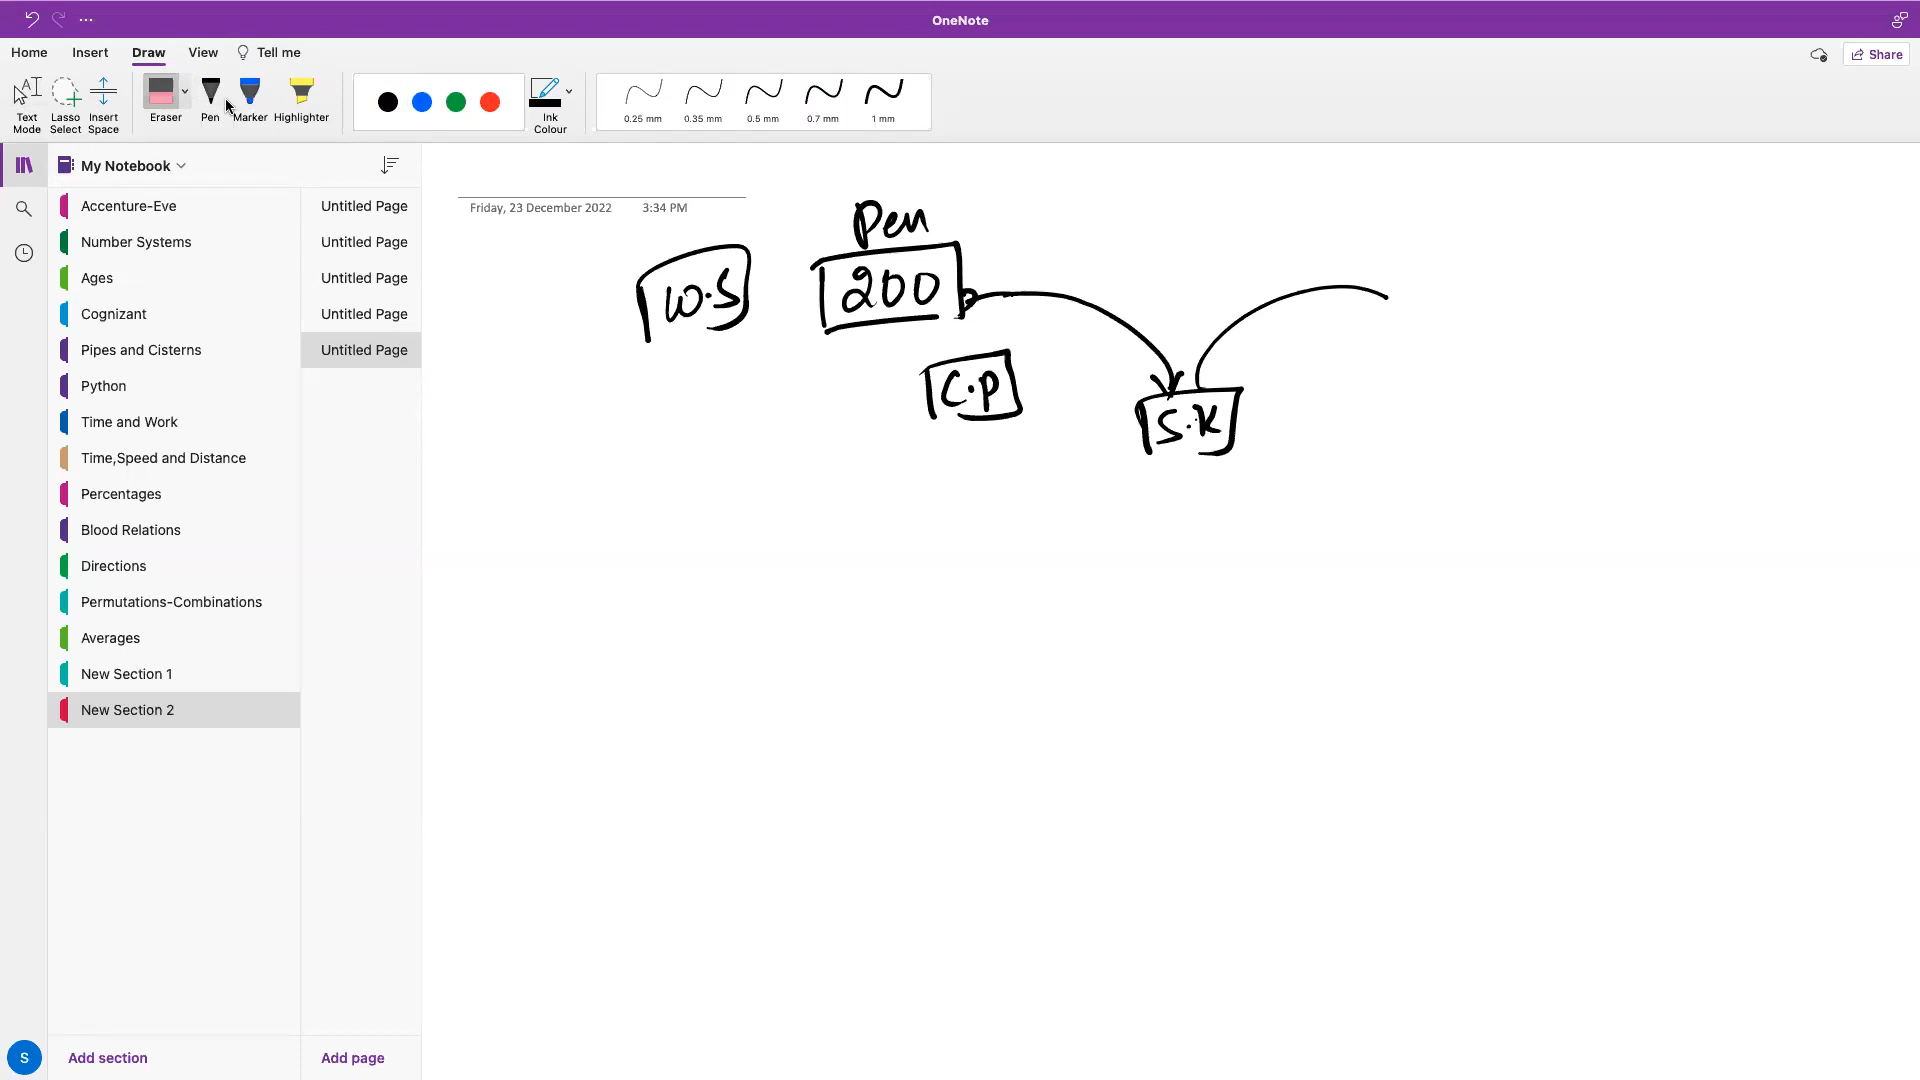 OneNote
Home Insert Draw View Tell me
Share
Text Mode
Lasso Select
Insert Space
Eraser
Pen
Marker
Highlighter
Ink Colour
0.25 mm
0.35 mm
0.5 mm
0.7 mm
1 mm
My Notebook
Accenture-Eve
Number Systems
Ages
Cognizant
Pipes and Cisterns
Python
Time and Work
Time,Speed and Distance
Percentages
Blood Relations
Directions
Permutations-Combinations
Averages
New Section 1
New Section 2
Add section
S
Untitled Page
Untitled Page
Untitled Page
Untitled Page
Untitled Page
Add page
Friday, 23 December 2022 3:34 PM
Pen
W.S
200
C.P
S.K